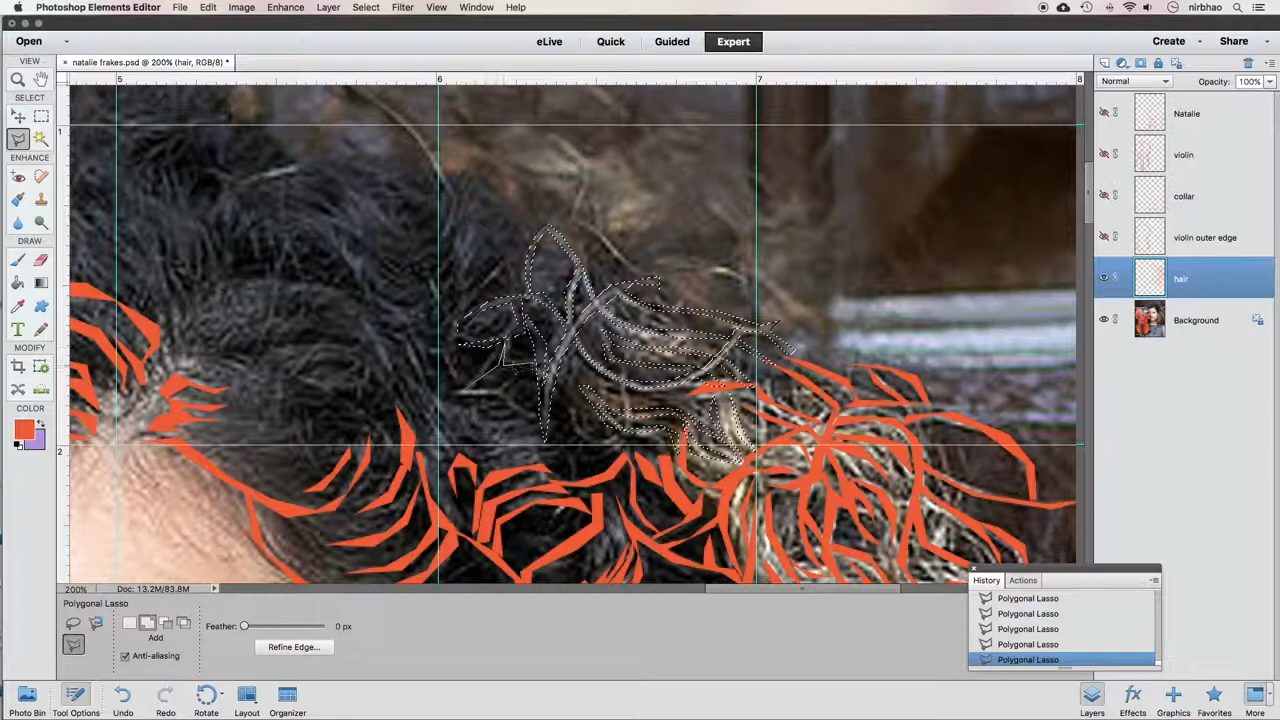 Photoshop Elements Editor File Edit Image Enhance Layer Select Filter View Window Help nirbhao
Open eLive Quick Guided Expert Create Share
VIEW
natalie frakes.psd @ 200% (hair, RGB/8) *
Normal Opacity: 100%
5 6 7 8
SELECT
1
Natalie
ENHANCE
violin
collar
DRAW
violin outer edge
hair
Background
MODIFY
COLOR
2
200% Doc: 13.2M/83.8M
History Actions
Polygonal Lasso
Polygonal Lasso
Polygonal Lasso
Polygonal Lasso
Polygonal Lasso
Polygonal Lasso
Add
Feather: 0 px
Refine Edge...
Anti-aliasing
Photo Bin Tool Options Undo Redo Rotate Layout Organizer Layers Effects Graphics Favorites More